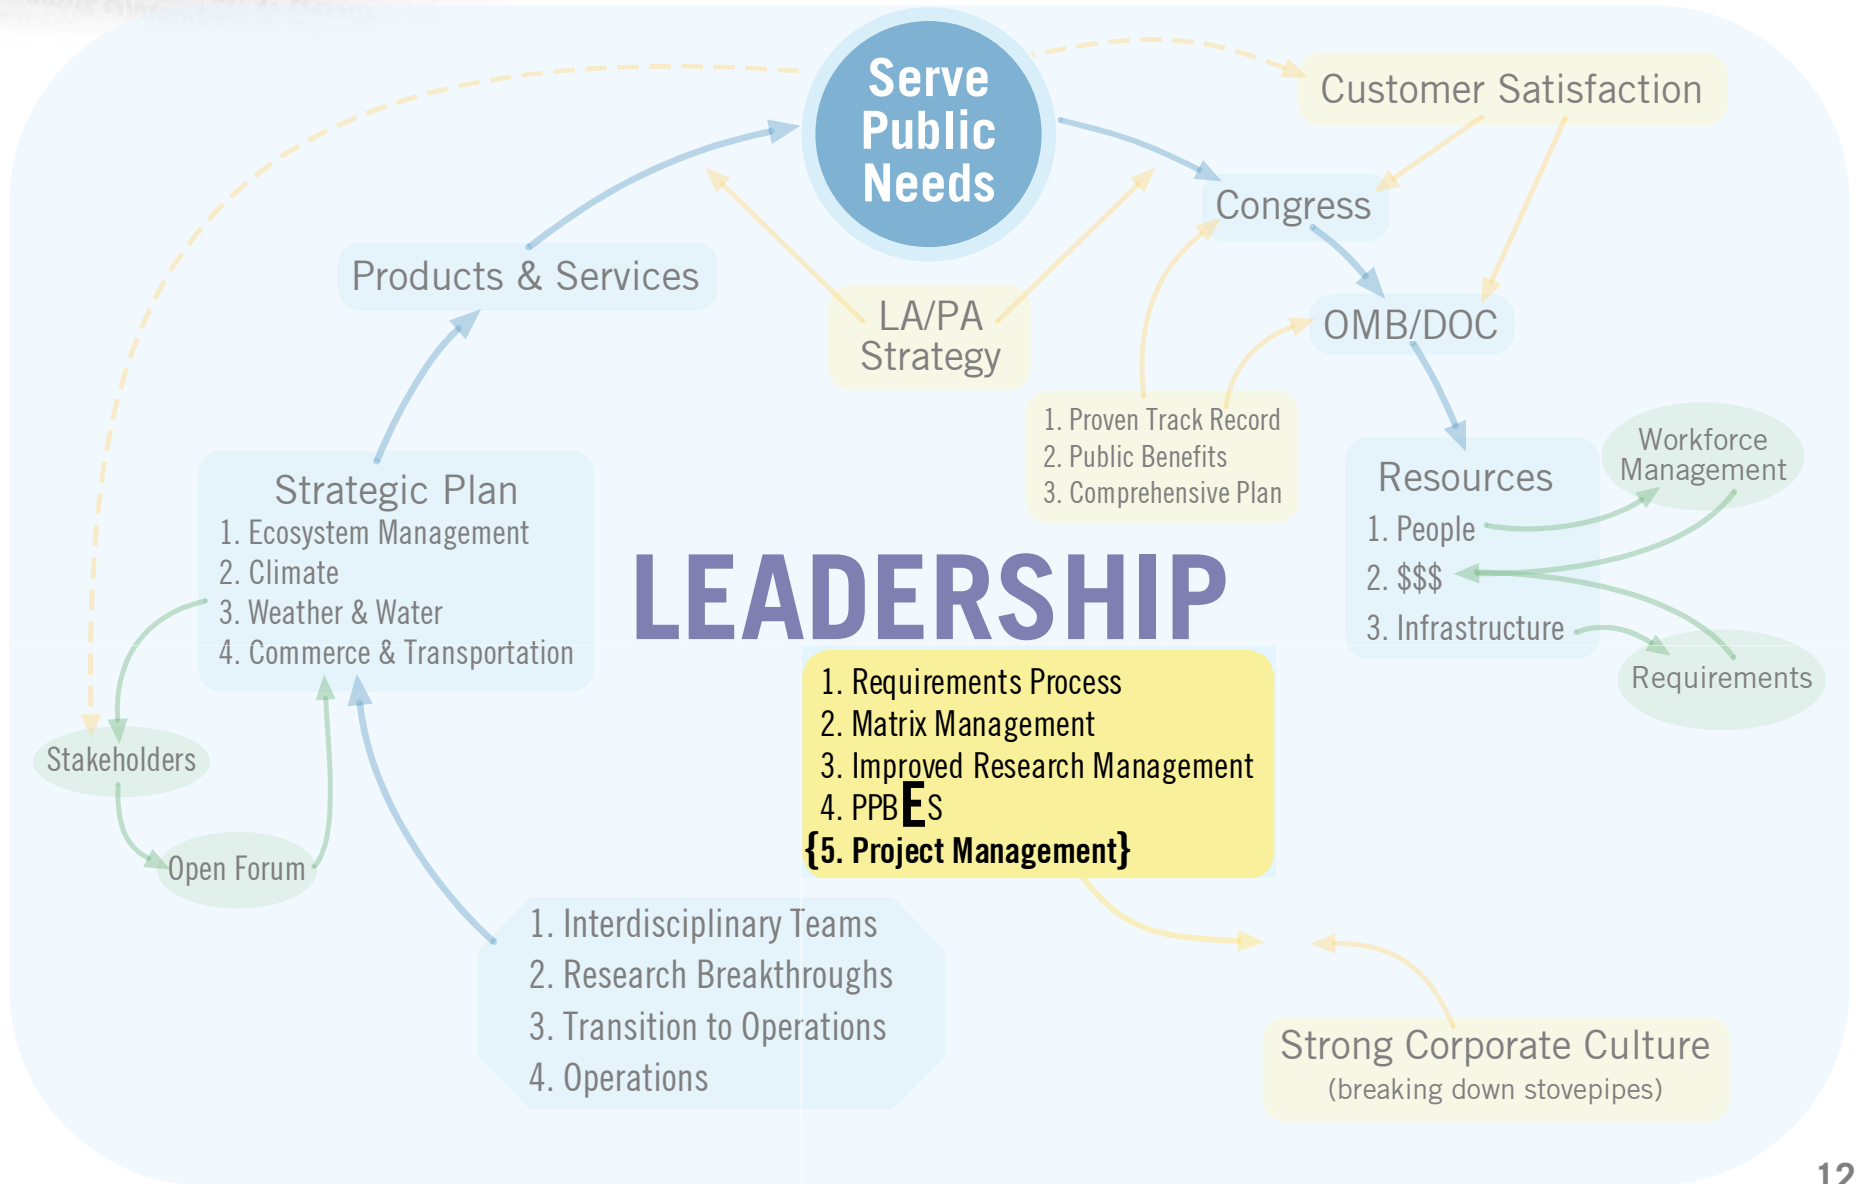 Serve
Public
Needs
Customer Satisfaction
Congress
Products & Services
LA/PA
Strategy
OMB/DOC
1. Proven Track Record
2. Public Benefits
3. Comprehensive Plan
Workforce
Management
Resources
1. People
2. $$$
3. Infrastructure
Requirements
Strategic Plan
1. Ecosystem Management
2. Climate
3. Weather & Water
4. Commerce & Transportation
LEADERSHIP
1. Requirements Process
2. Matrix Management
3. Improved Research Management
4. PPBES
{5. Project Management}
Stakeholders
Open Forum
1. Interdisciplinary Teams
2. Research Breakthroughs
3. Transition to Operations
4. Operations
Strong Corporate Culture
(breaking down stovepipes)
12